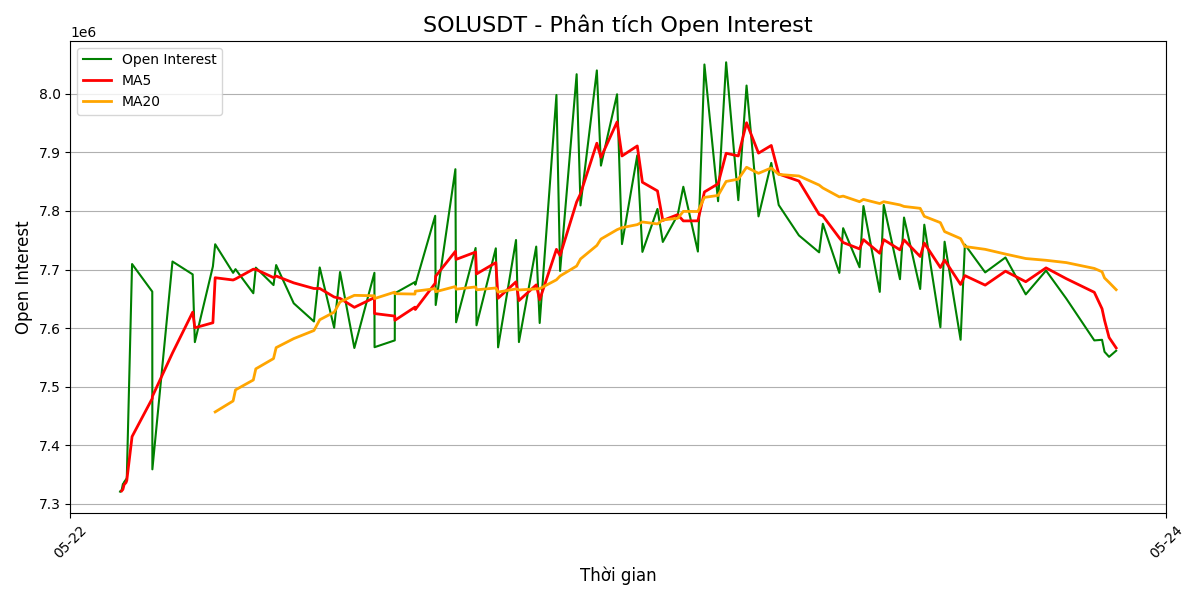 SOLUSDT - Phân tích Open Interest
1e6
Open Interest
MA5
MA20
8.0
7.9
7.8
7.7
7.6
7.5
7.4
7.3
Open Interest
05-22
05-24
Thời gian